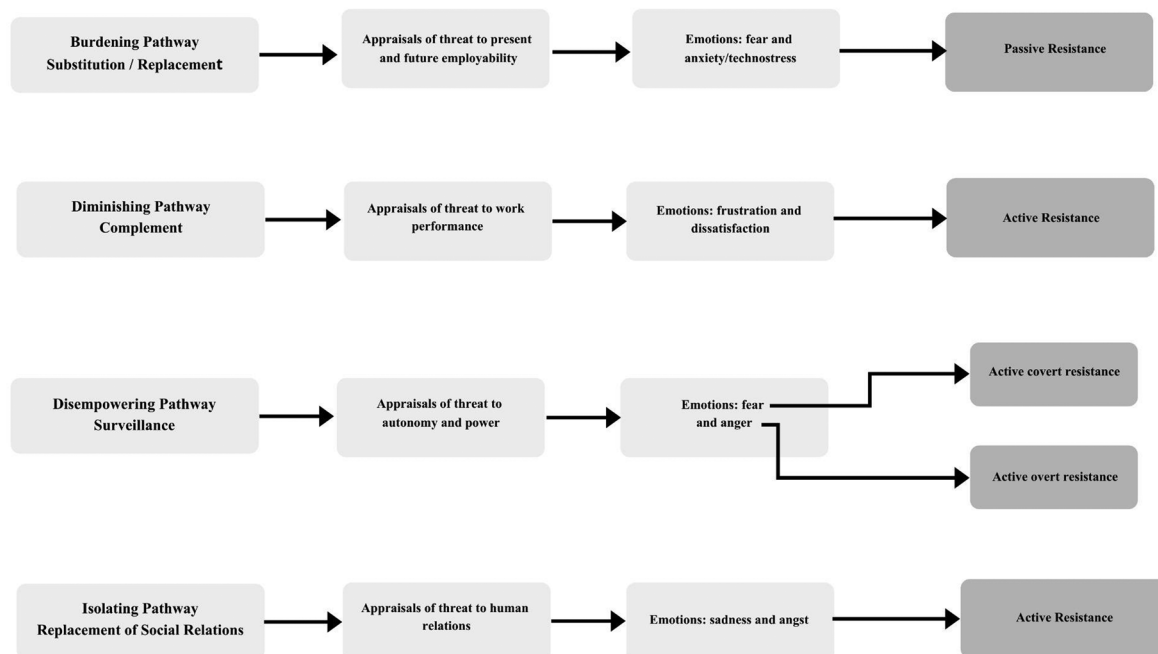 Burdening Pathway
Substitution / Replacement
Appraisals of threat to present
and future employability
Emotions: fear and
anxiety/technostress
Passive Resistance
Diminishing Pathway
Complement
Appraisals of threat to work
performance
Emotions: frustration and
dissatisfaction
Active Resistance
Disempowering Pathway
Surveillance
Appraisals of threat to
autonomy and power
Emotions: fear
and anger
Active covert resistance
Active overt resistance
Isolating Pathway
Replacement of Social Relations
Appraisals of threat to human
relations
Emotions: sadness and angst
Active Resistance